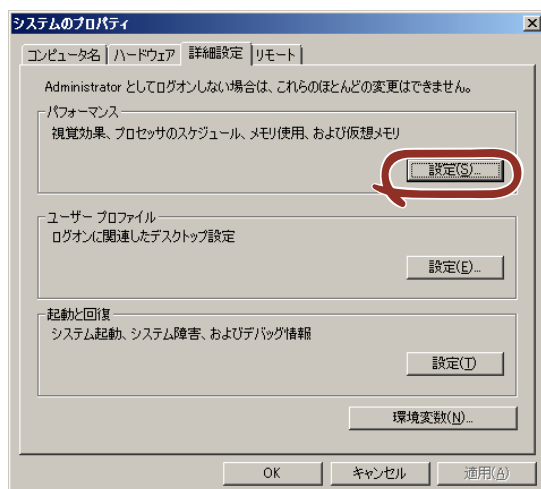 システムのプロパティ
コンピュータ名 ハードウェア 詳細設定 リモート
Administrator としてログオンしない場合は、これらのほとんどの変更はできません。
パフォーマンス
視覚効果、プロセッサのスケジュール、メモリ使用、および仮想メモリ
設定(S)...
ユーザー プロファイル
ログオンに関連したデスクトップ設定
設定(E)...
起動と回復
システム起動、システム障害、およびデバッグ情報
設定(T)
環境変数(N)...
OK キャンセル 適用(A)